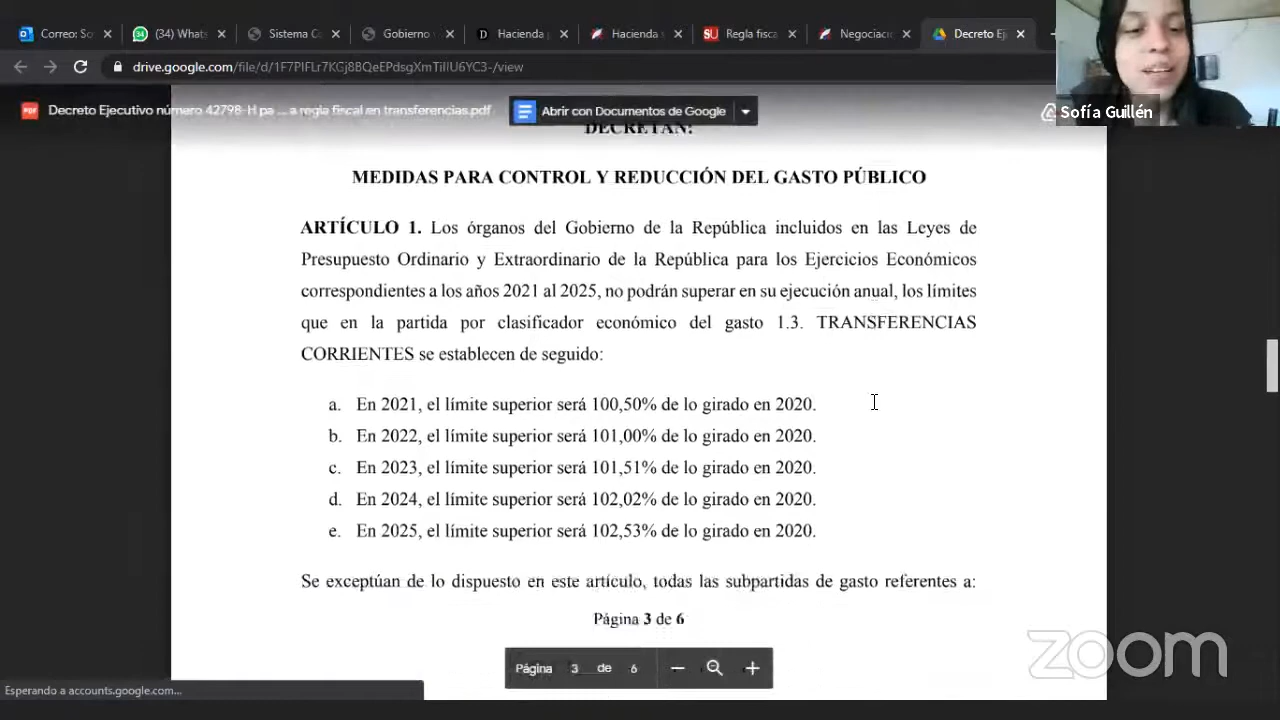 Correo: So
(34) Whats
Sistema C
Gobierno
Hacienda
Hacienda
Regla fisca
Negociaci
Decreto Ej
drive.google.com/file/d/1F7PlFLr7KGj8BQeEPdsgXmTiIlU6YC3-/view
PDF
Decreto Ejecutivo número 42798-H pa ... a regla fiscal en transferencias.pdf
Abrir con Documentos de Google
Sofía Guillén
DECRETAN:
MEDIDAS PARA CONTROL Y REDUCCIÓN DEL GASTO PÚBLICO
ARTÍCULO 1. Los órganos del Gobierno de la República incluidos en las Leyes de
Presupuesto Ordinario y Extraordinario de la República para los Ejercicios Económicos
correspondientes a los años 2021 al 2025, no podrán superar en su ejecución anual, los límites
que en la partida por clasificador económico del gasto 1.3. TRANSFERENCIAS
CORRIENTES se establecen de seguido:
a. En 2021, el límite superior será 100,50% de lo girado en 2020.
b. En 2022, el límite superior será 101,00% de lo girado en 2020.
c. En 2023, el límite superior será 101,51% de lo girado en 2020.
d. En 2024, el límite superior será 102,02% de lo girado en 2020.
e. En 2025, el límite superior será 102,53% de lo girado en 2020.
Se exceptúan de lo dispuesto en este artículo, todas las subpartidas de gasto referentes a:
Página 3 de 6
Página 3 de 6
zoom
Esperando a accounts.google.com...